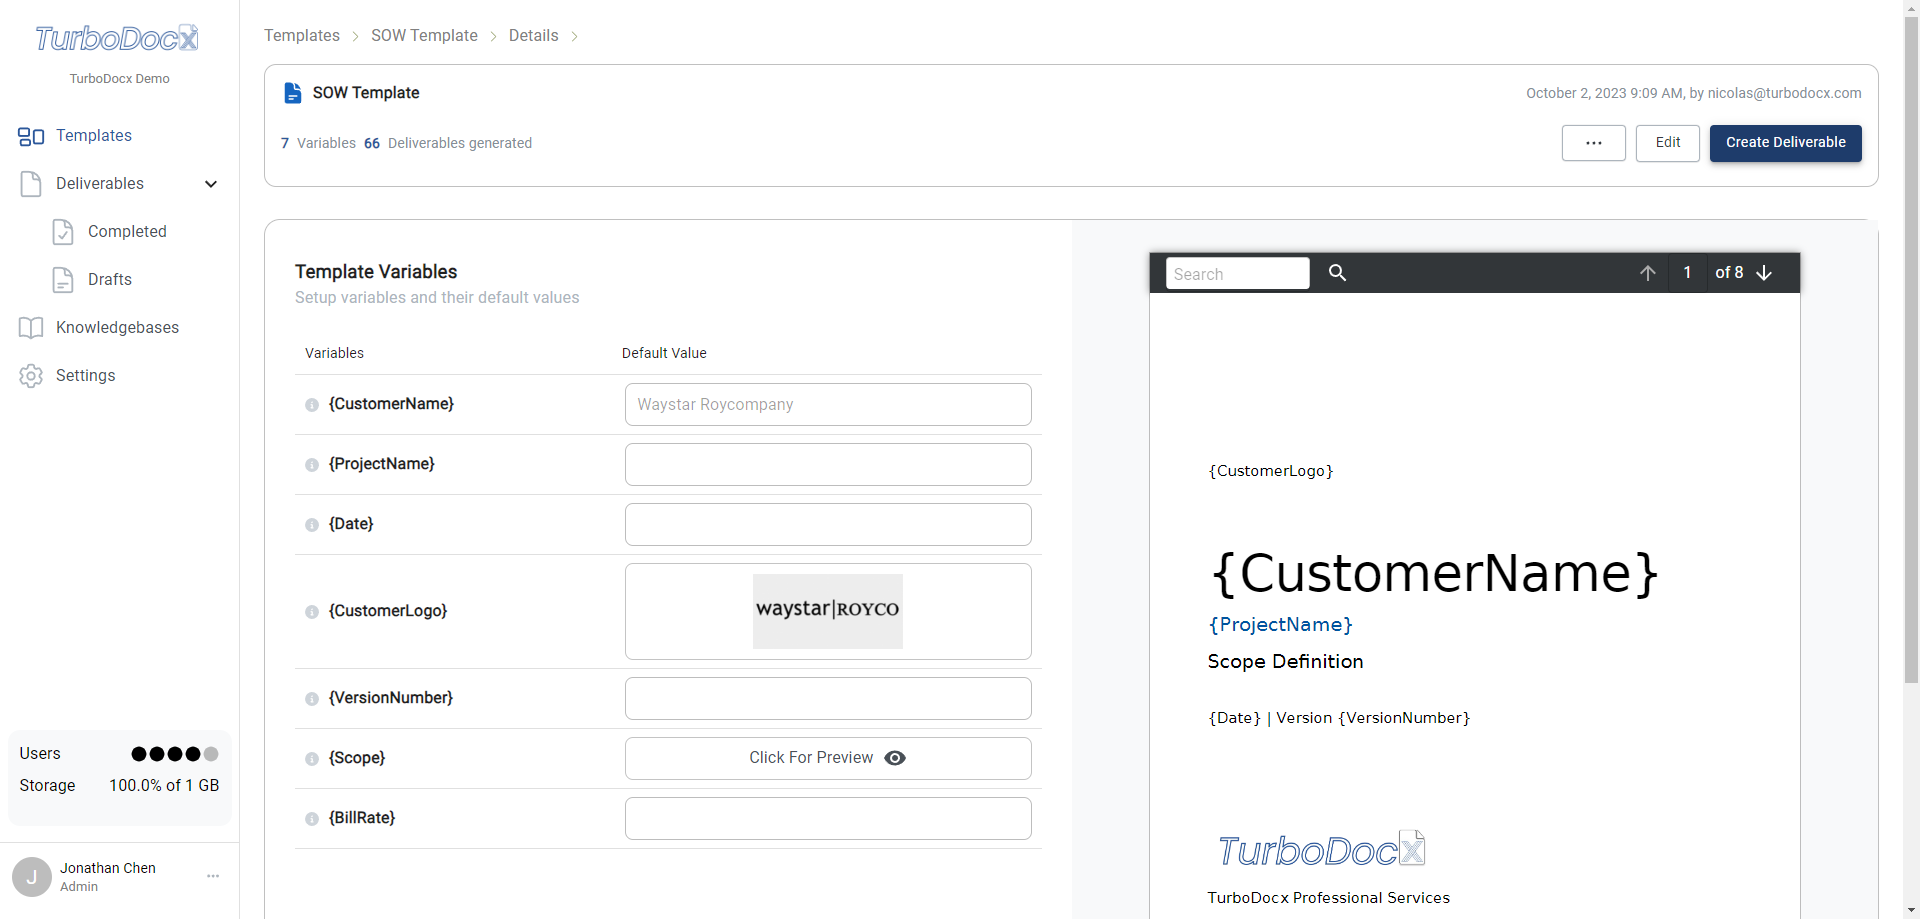 TurboDocx
TurboDocx Demo
Templates
Deliverables
Completed
Drafts
Knowledgebases
Settings
Users
Storage 100.0% of 1 GB
J
Jonathan Chen
Admin
Templates > SOW Template > Details >
SOW Template
October 2, 2023 9:09 AM, by nicolas@turbodocx.com
7 Variables 66 Deliverables generated
... Edit Create Deliverable
Template Variables
Setup variables and their default values
Variables Default Value
{CustomerName} Waystar Roycompany
{ProjectName}
{Date}
{CustomerLogo} waystar|ROYCO
{VersionNumber}
{Scope} Click For Preview
{BillRate}
Search 1 of 8
{CustomerLogo}
{CustomerName}
{ProjectName}
Scope Definition
{Date} | Version {VersionNumber}
TurboDocx
TurboDocx Professional Services